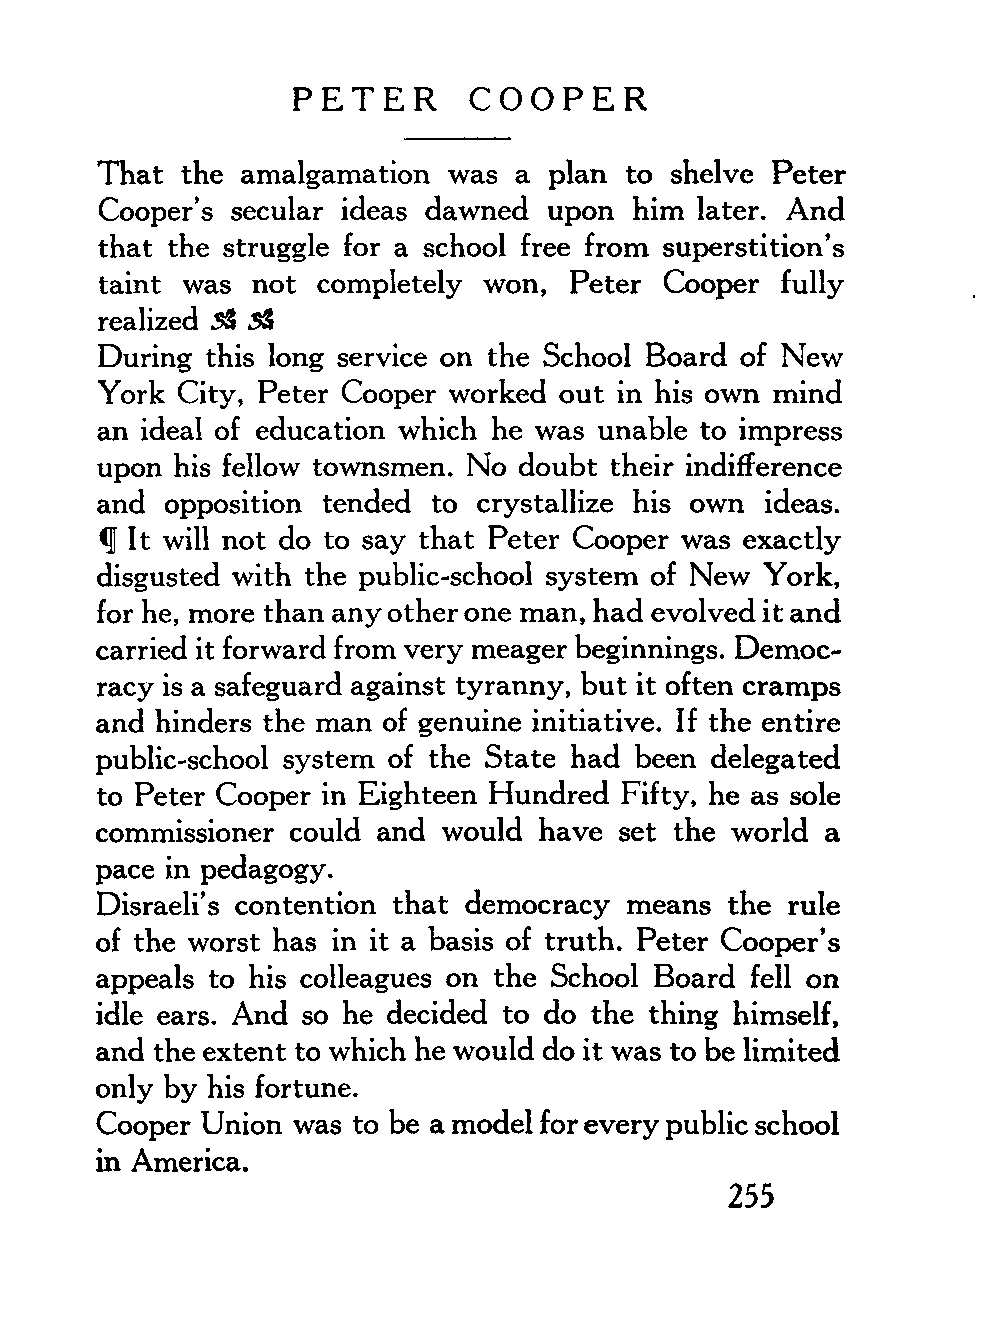 PETER COOPER
That the amalgamation was a plan to shelve Peter
Cooper's secular ideas dawned upon him later. And
that the struggle for a school free from superstition's
taint was not completely won, Peter Cooper fully
realized
During this long service on the School Board of New
York City, Peter Cooper worked out in his own mind
an ideal of education which he was unable to impress
upon his fellow townsmen. No doubt their indifference
and opposition tended to crystallize his own ideas.
¶ It will not do to say that Peter Cooper was exactly
disgusted with the public-school system of New York,
for he, more than any other one man, had evolved it and
carried it forward from very meager beginnings. Democ-
racy is a safeguard against tyranny, but it often cramps
and hinders the man of genuine initiative. If the entire
public-school system of the State had been delegated
to Peter Cooper in Eighteen Hundred Fifty, he as sole
commissioner could and would have set the world a
pace in pedagogy.
Disraeli's contention that democracy means the rule
of the worst has in it a basis of truth. Peter Cooper's
appeals to his colleagues on the School Board fell on
idle ears. And so he decided to do the thing himself,
and the extent to which he would do it was to be limited
only by his fortune.
Cooper Union was to be a model for every public school
in America.
255